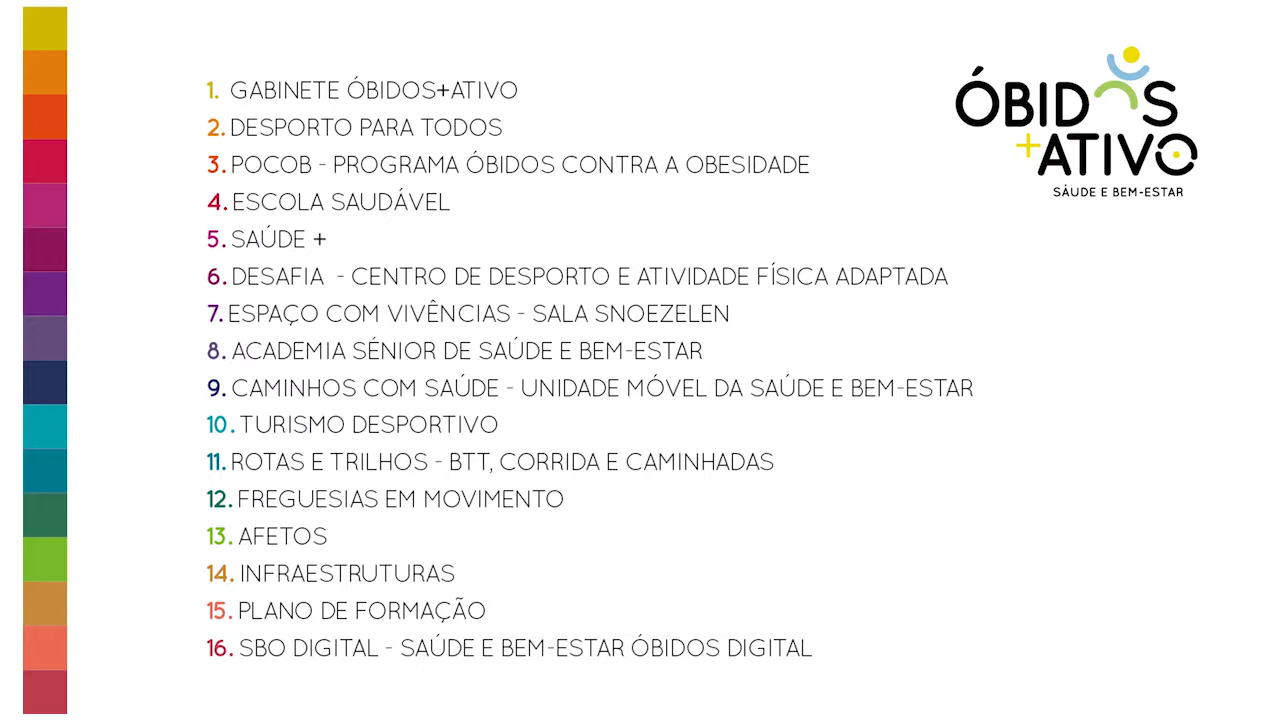 1. GABINETE ÓBIDOS+ATIVO
2. DESPORTO PARA TODOS
3. POCOB - PROGRAMA ÓBIDOS CONTRA A OBESIDADE
4. ESCOLA SAUDÁVEL
5. SAÚDE +
6. DESAFIA - CENTRO DE DESPORTO E ATIVIDADE FÍSICA ADAPTADA
7. ESPAÇO COM VIVÊNCIAS - SALA SNOEZELEN
8. ACADEMIA SÉNIOR DE SAÚDE E BEM-ESTAR
9. CAMINHOS COM SAÚDE - UNIDADE MÓVEL DA SAÚDE E BEM-ESTAR
10. TURISMO DESPORTIVO
11. ROTAS E TRILHOS - BTT, CORRIDA E CAMINHADAS
12. FREGUESIAS EM MOVIMENTO
13. AFETOS
14. INFRAESTRUTURAS
15. PLANO DE FORMAÇÃO
16. SBO DIGITAL - SAÚDE E BEM-ESTAR ÓBIDOS DIGITAL
ÓBIDOS
+ATIVO
SAÚDE E BEM-ESTAR